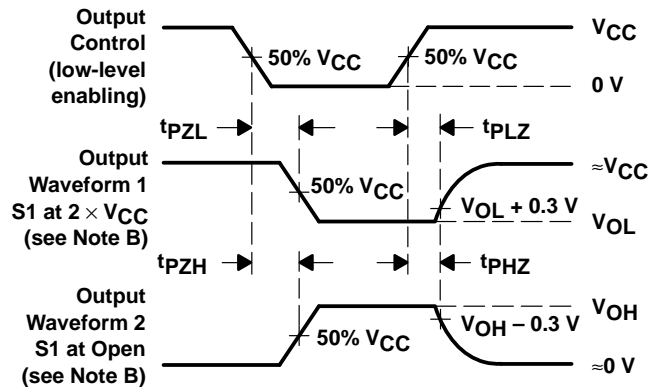 Output
Control
(low-level
enabling)
50% VCC
50% VCC
VCC
0 V
tPZL
tPLZ
Output
Waveform 1
S1 at 2 × VCC
(see Note B)
50% VCC
VOL + 0.3 V
≈VCC
VOL
tPZH
tPHZ
Output
Waveform 2
S1 at Open
(see Note B)
50% VCC
VOH − 0.3 V
VOH
≈0 V